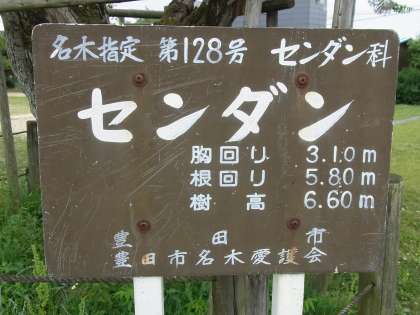 名木指定 第128号 センダン科
センダン
胸回り 3.10m
根回り 5.80m
樹高 6.60m
豊田市
豊田市名木愛護会